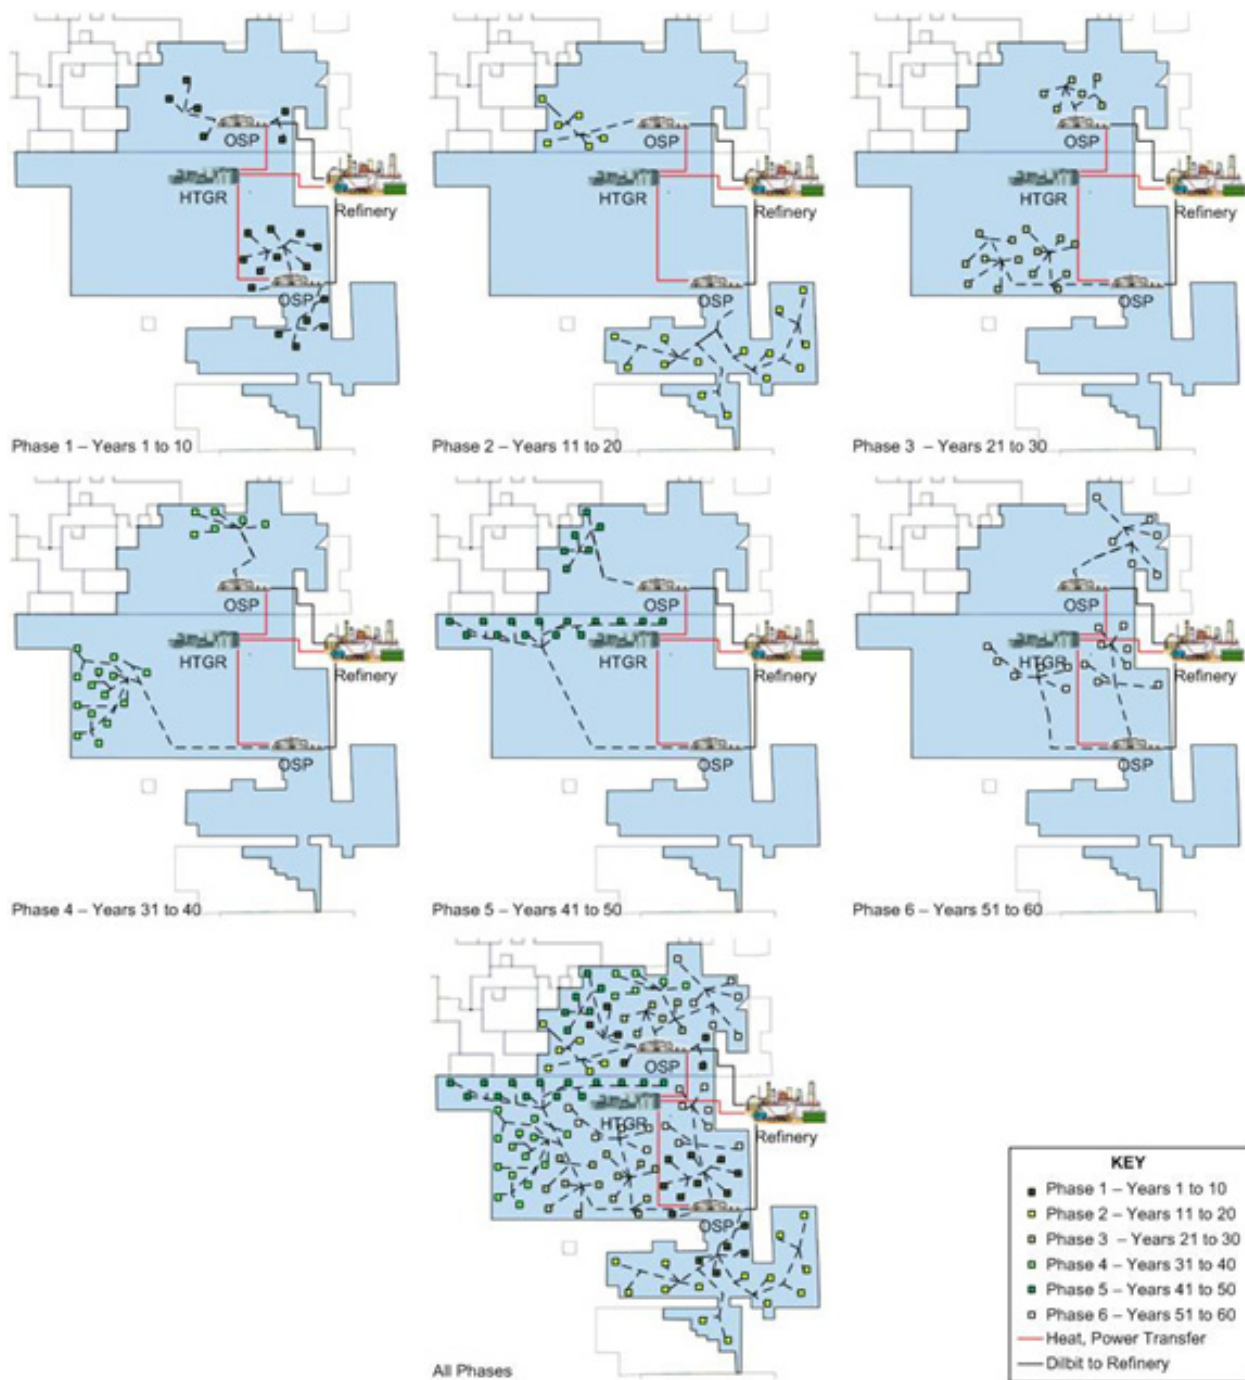 OSP
HTGR
Refinery
OSP
Phase 1 – Years 1 to 10
OSP
HTGR
Refinery
OSP
Phase 2 – Years 11 to 20
OSP
HTGR
Refinery
OSP
Phase 3 – Years 21 to 30
OSP
HTGR
Refinery
OSP
Phase 4 – Years 31 to 40
OSP
HTGR
Refinery
OSP
Phase 5 – Years 41 to 50
OSP
HTGR
Refinery
OSP
Phase 6 – Years 51 to 60
OSP
HTGR
Refinery
OSP
All Phases
KEY
Phase 1 – Years 1 to 10
Phase 2 – Years 11 to 20
Phase 3 – Years 21 to 30
Phase 4 – Years 31 to 40
Phase 5 – Years 41 to 50
Phase 6 – Years 51 to 60
Heat, Power Transfer
Dilbit to Refinery